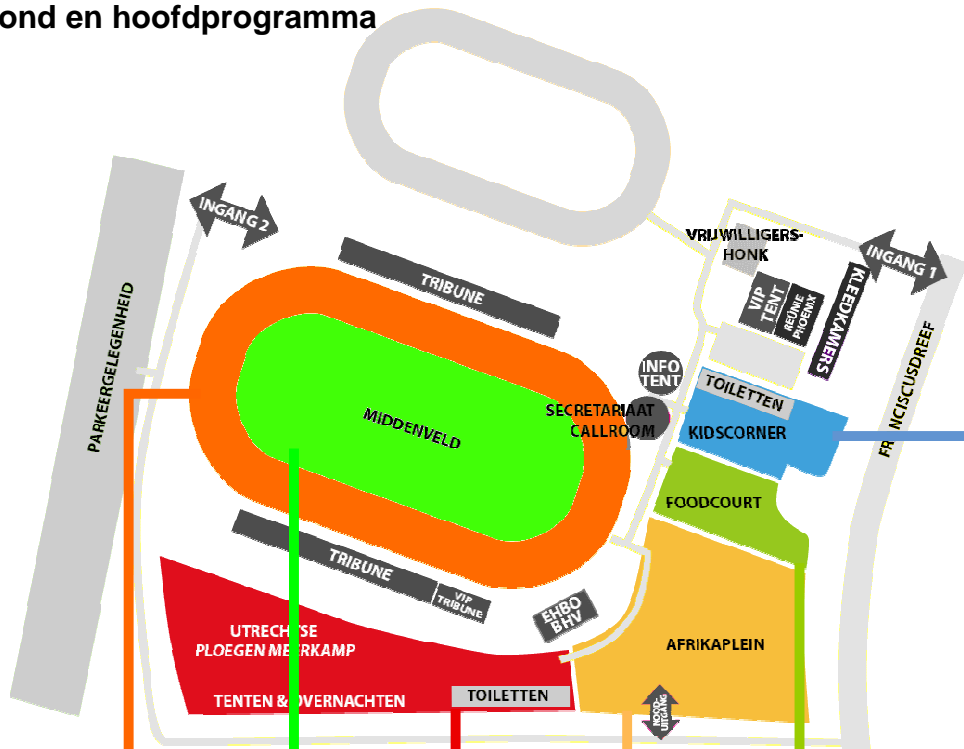 ond en hoofdprogramma
INGANG 2
TRIBUNE
VRIJWILLIGERS-
HONK
INGANG 1
VIP
TENT
REÜNIE
PHOENIX
KLEEDKAMERS
PARKEERGELEGENHEID
FRANCISCUSDREEF
INFO
TENT
TOILETTEN
SECRETARIAAT
CALLROOM
MIDDENVELD
KIDSCORNER
FOODCOURT
TRIBUNE
VIP
TRIBUNE
EHBO
BHV
UTRECHTSE
PLOEGEN MEERKAMP
AFRIKAPLEIN
TENTEN & OVERNACHTEN
TOILETTEN
NOOD-
UITGANG